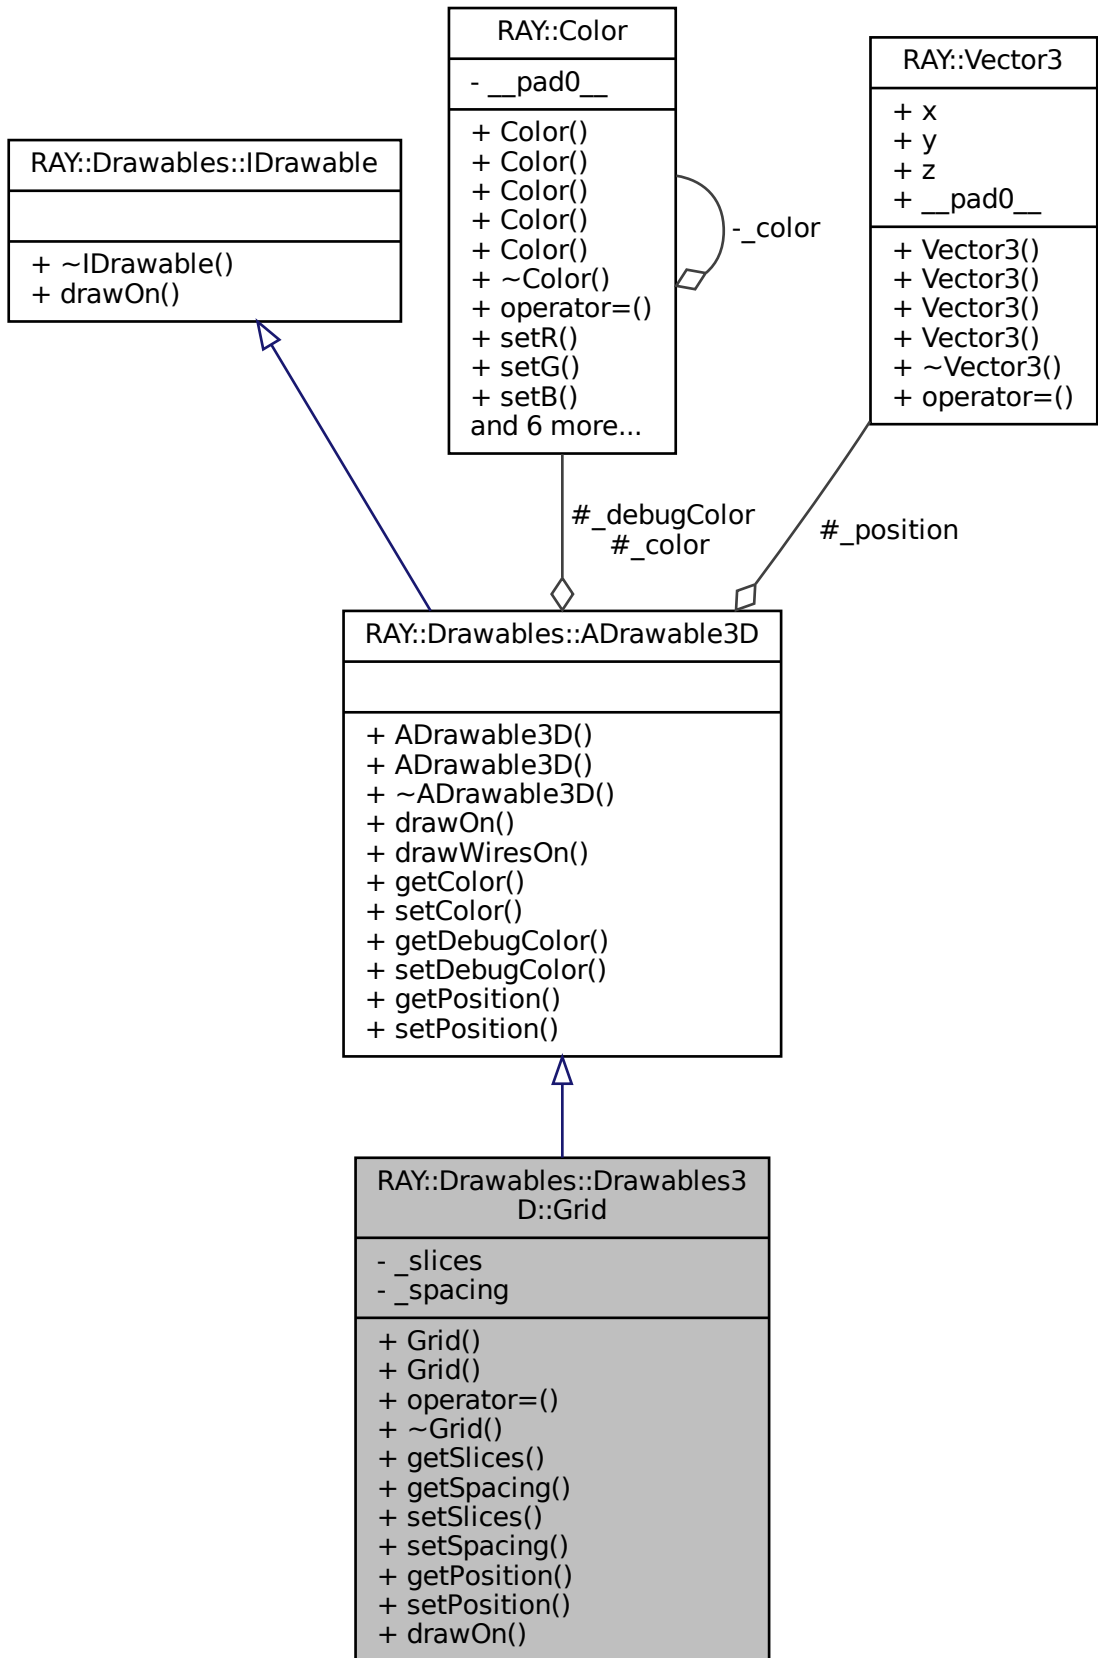 RAY::Color
- __pad0__
+ Color()
+ Color()
+ Color()
+ Color()
+ Color()
+ ~Color()
+ operator=()
+ setR()
+ setG()
+ setB()
and 6 more...
-_color
RAY::Vector3
+ x
+ y
+ z
+ __pad0__
+ Vector3()
+ Vector3()
+ Vector3()
+ Vector3()
+ ~Vector3()
+ operator=()
RAY::Drawables::IDrawable
+ ~IDrawable()
+ drawOn()
#_debugColor
#_color
#_position
RAY::Drawables::ADrawable3D
+ ADrawable3D()
+ ADrawable3D()
+ ~ADrawable3D()
+ drawOn()
+ drawWiresOn()
+ getColor()
+ setColor()
+ getDebugColor()
+ setDebugColor()
+ getPosition()
+ setPosition()
RAY::Drawables::Drawables3
D::Grid
- _slices
- _spacing
+ Grid()
+ Grid()
+ operator=()
+ ~Grid()
+ getSlices()
+ getSpacing()
+ setSlices()
+ setSpacing()
+ getPosition()
+ setPosition()
+ drawOn()